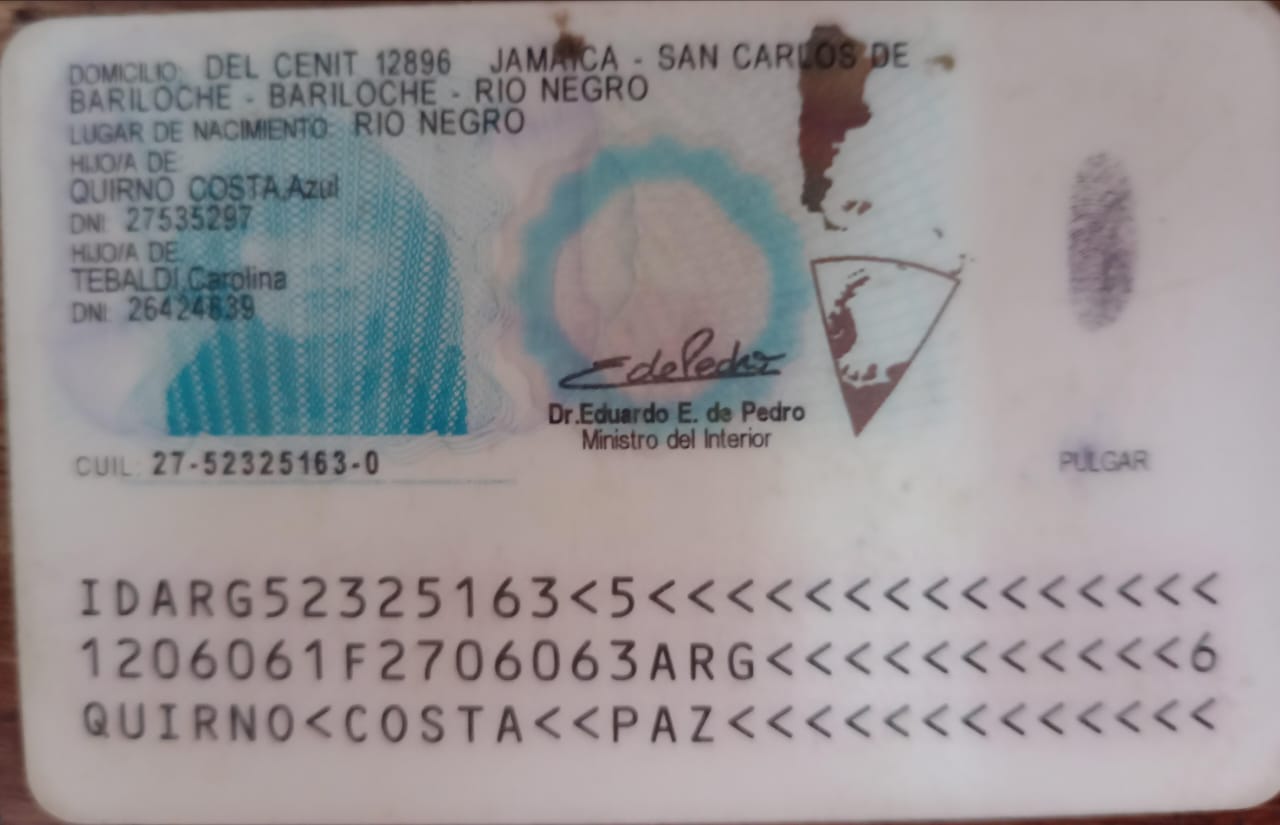 DOMICILIO: DEL CENIT 12896 JAMAICA - SAN CARLOS DE
BARILOCHE - BARILOCHE - RIO NEGRO
LUGAR DE NACIMIENTO: RIO NEGRO
HIJO/A DE:
QUIRNO COSTA,Azul
DNI: 27535297
HIJO/A DE:
TEBALDI,Carolina
DNI: 26424639
E de Pedro
Dr.Eduardo E. de Pedro
Ministro del Interior
CUIL: 27-52325163-0
PULGAR
IDARG52325163<5<<<<<<<<<<<<<<<
1206061F2706063ARG<<<<<<<<<<<6
QUIRNO<COSTA<<PAZ<<<<<<<<<<<<<